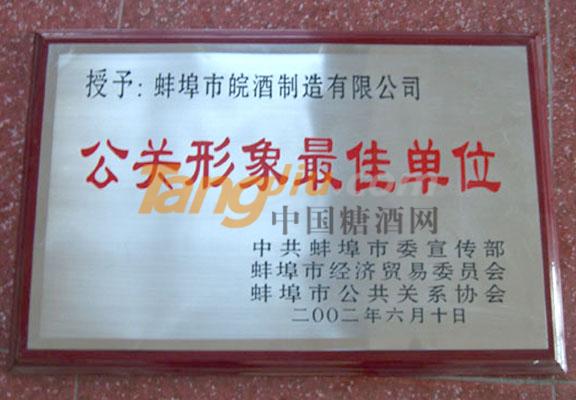 授予：蚌埠市皖酒制造有限公司
公关形象最佳单位
Tangjiu.com
中国糖酒网
中共蚌埠市委宣传部
蚌埠市经济贸易委员会
蚌埠市公共关系协会
二OO二年六月十日